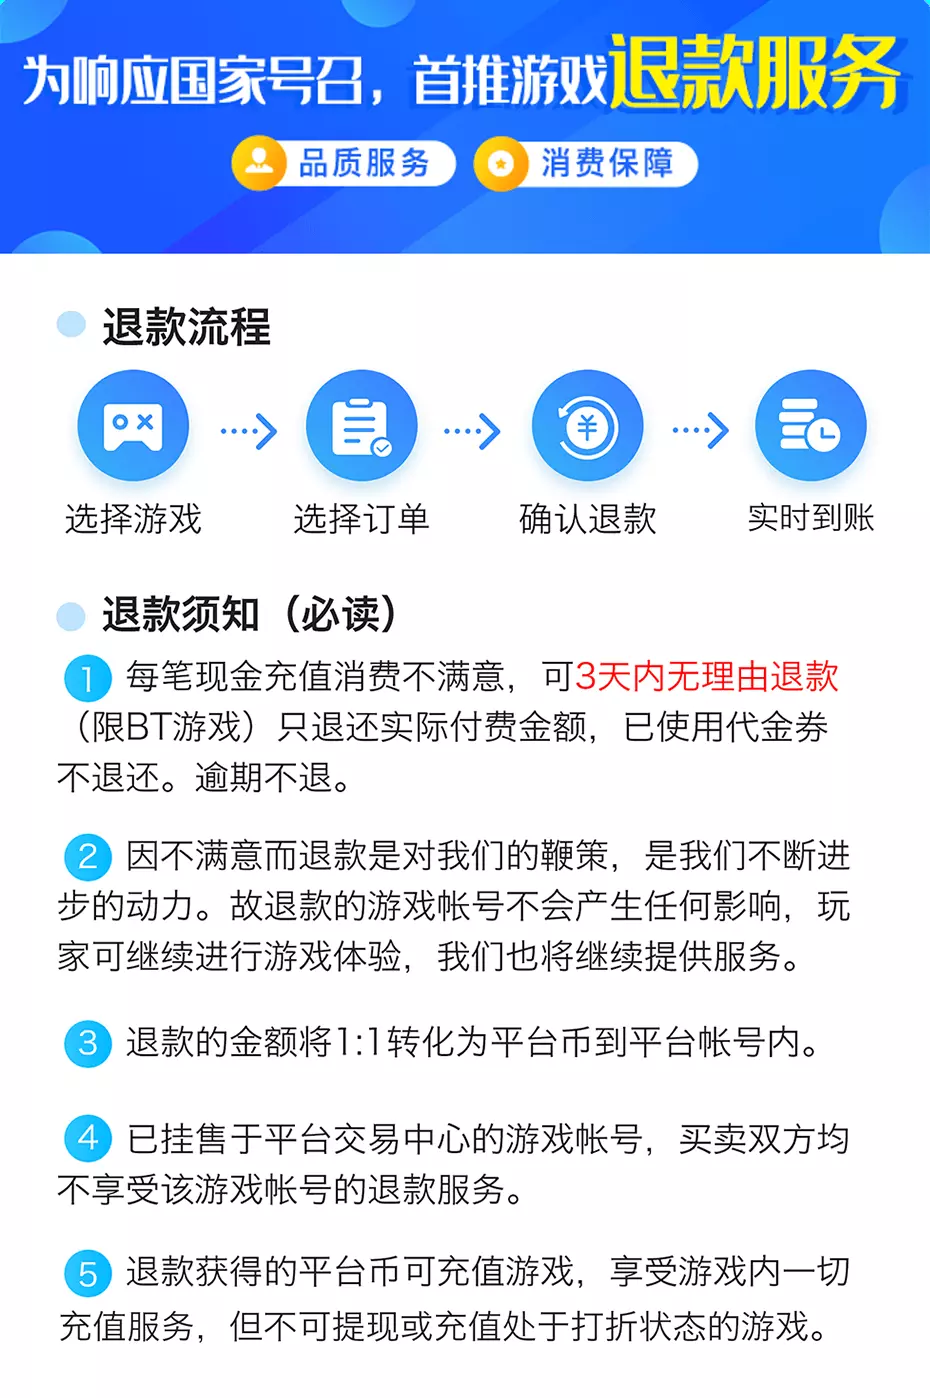 为响应国家号召，首推游戏退款服务
品质服务 消费保障
退款流程
选择游戏 选择订单 确认退款 实时到账
退款须知（必读）
1 每笔现金充值消费不满意，可3天内无理由退款
（限BT游戏）只退还实际付费金额，已使用代金券
不退还。逾期不退。
2 因不满意而退款是对我们的鞭策，是我们不断进
步的动力。故退款的游戏帐号不会产生任何影响，玩
家可继续进行游戏体验，我们也将继续提供服务。
3 退款的金额将1:1转化为平台币到平台帐号内。
4 已挂售于平台交易中心的游戏帐号，买卖双方均
不享受该游戏帐号的退款服务。
5 退款获得的平台币可充值游戏，享受游戏内一切
充值服务，但不可提现或充值处于打折状态的游戏。